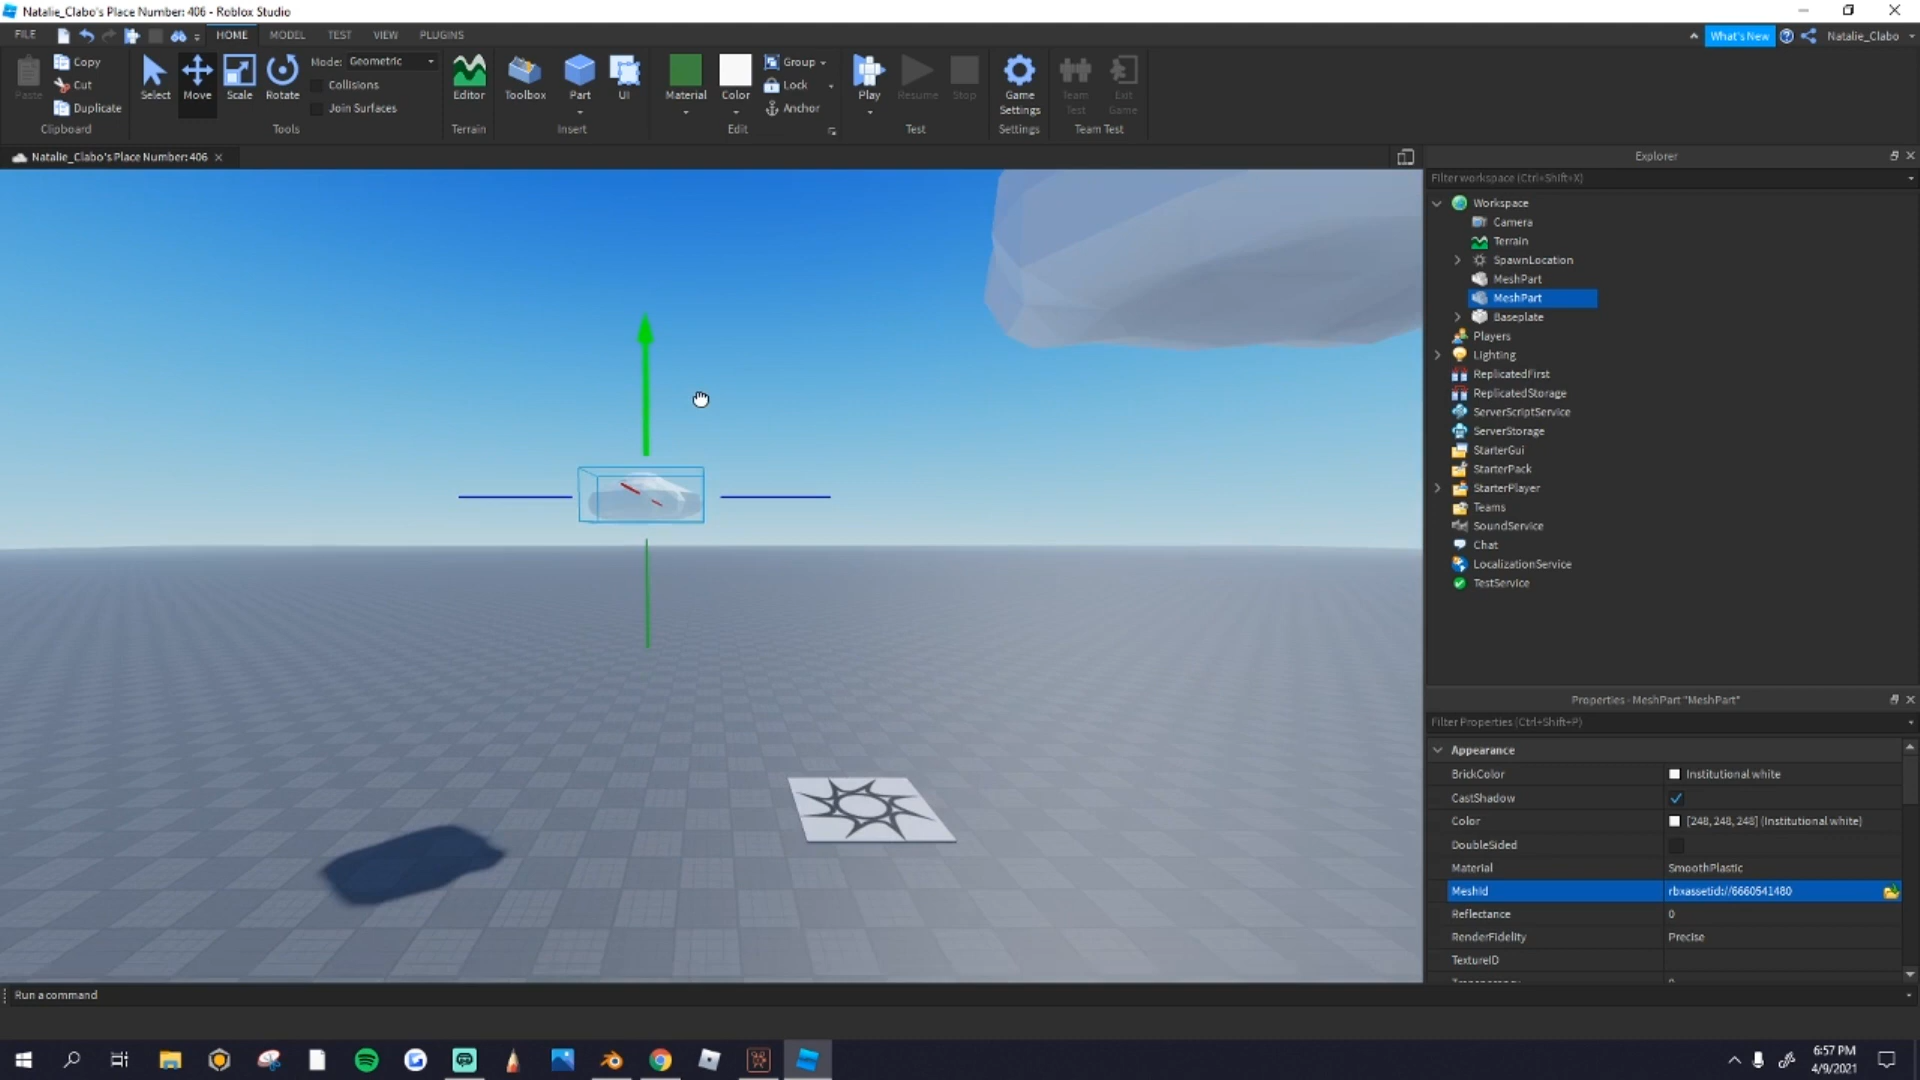 Natalie_Clabo's Place Number: 406 - Roblox Studio
FILE HOME MODEL TEST VIEW PLUGINS What's New Natalie_Clabo
Paste Copy Cut Duplicate Clipboard
Select Move Scale Rotate Mode: Geometric Collisions Join Surfaces Tools
Editor Terrain
Toolbox Part UI Insert
Material Color Group Lock Anchor Edit
Play Resume Stop Test
Game Settings Settings
Team Test Exit Game Team Test
Natalie_Clabo's Place Number: 406
Explorer
Filter workspace (Ctrl+Shift+X)
Workspace
Camera
Terrain
SpawnLocation
MeshPart
MeshPart
Baseplate
Players
Lighting
ReplicatedFirst
ReplicatedStorage
ServerScriptService
ServerStorage
StarterGui
StarterPack
StarterPlayer
Teams
SoundService
Chat
LocalizationService
TestService
Properties - MeshPart "MeshPart"
Filter Properties (Ctrl+Shift+P)
Appearance
BrickColor Institutional white
CastShadow
Color [248, 248, 248] (Institutional white)
DoubleSided
Material SmoothPlastic
MeshId rbxassetid://6660541480
Reflectance 0
RenderFidelity Precise
TextureID
Run a command
6:57 PM
4/9/2021